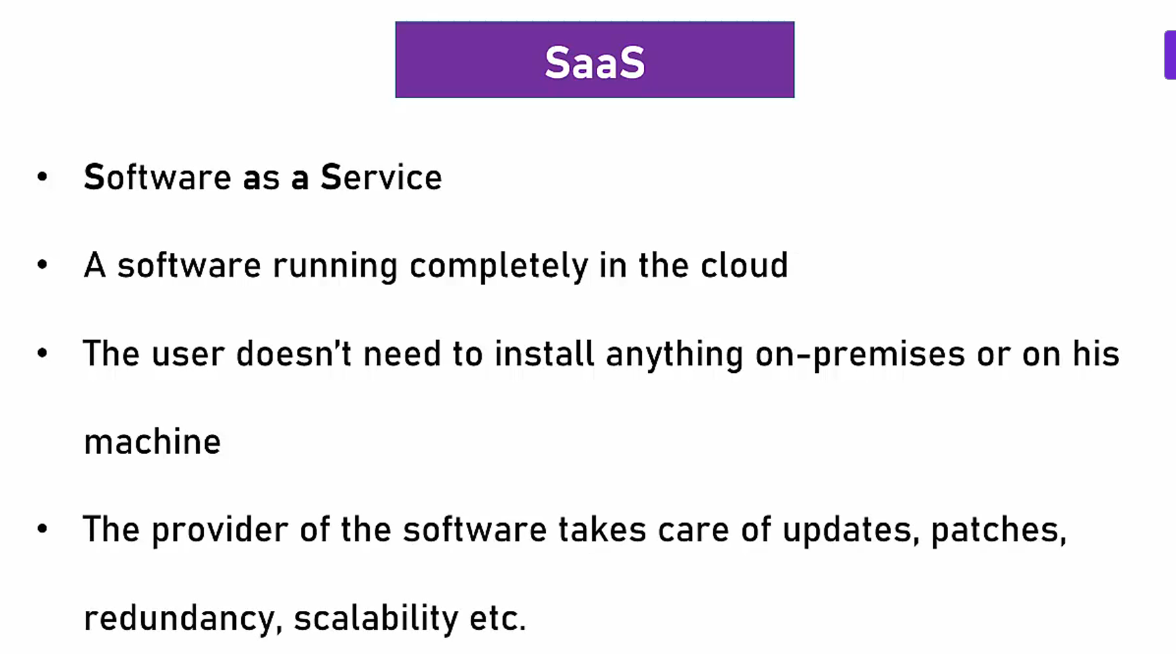 SaaS
• Software as a Service
• A software running completely in the cloud
• The user doesn't need to install anything on-premises or on his
machine
• The provider of the software takes care of updates, patches,
redundancy, scalability etc.